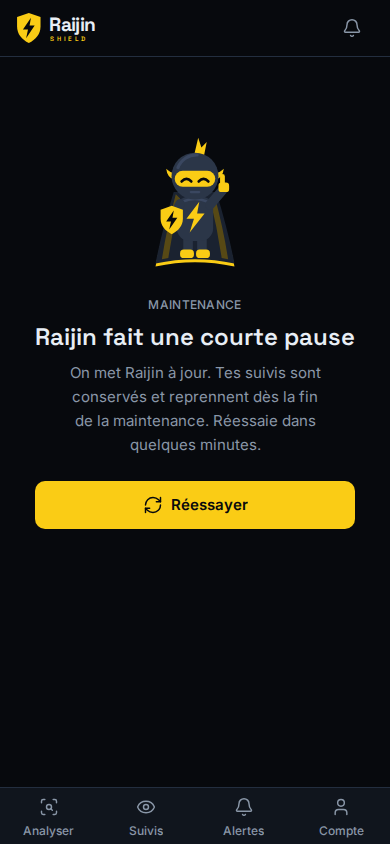 Raijin
SHIELD
MAINTENANCE
Raijin fait une courte pause
On met Raijin à jour. Tes suivis sont
conservés et reprennent dès la fin
de la maintenance. Réessaie dans
quelques minutes.
Réessayer
Analyser
Suivis
Alertes
Compte